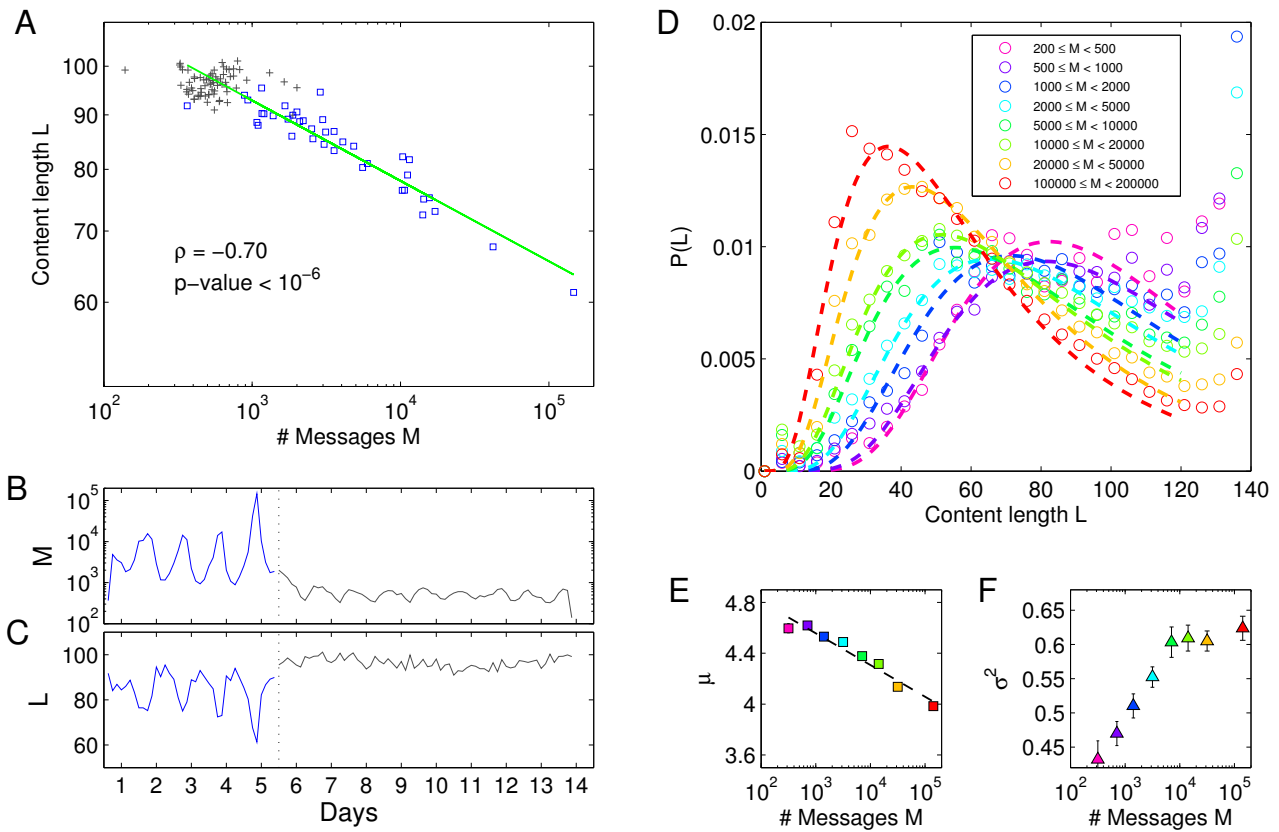 A
Content length L
100
90
80
70
60
ρ = −0.70
p−value < 10^−6
10^2
10^3
10^4
10^5
# Messages M
B
M
10^5
10^4
10^3
10^2
C
L
100
80
60
1 2 3 4 5 6 7 8 9 10 11 12 13 14
Days
D
P(L)
0.02
0.015
0.01
0.005
0
200 ≤ M < 500
500 ≤ M < 1000
1000 ≤ M < 2000
2000 ≤ M < 5000
5000 ≤ M < 10000
10000 ≤ M < 20000
20000 ≤ M < 50000
100000 ≤ M < 200000
0 20 40 60 80 100 120 140
Content length L
E
μ
4.8
4.4
4
3.6
10^2 10^3 10^4 10^5
# Messages M
F
σ^2
0.65
0.6
0.55
0.5
0.45
10^2 10^3 10^4 10^5
# Messages M